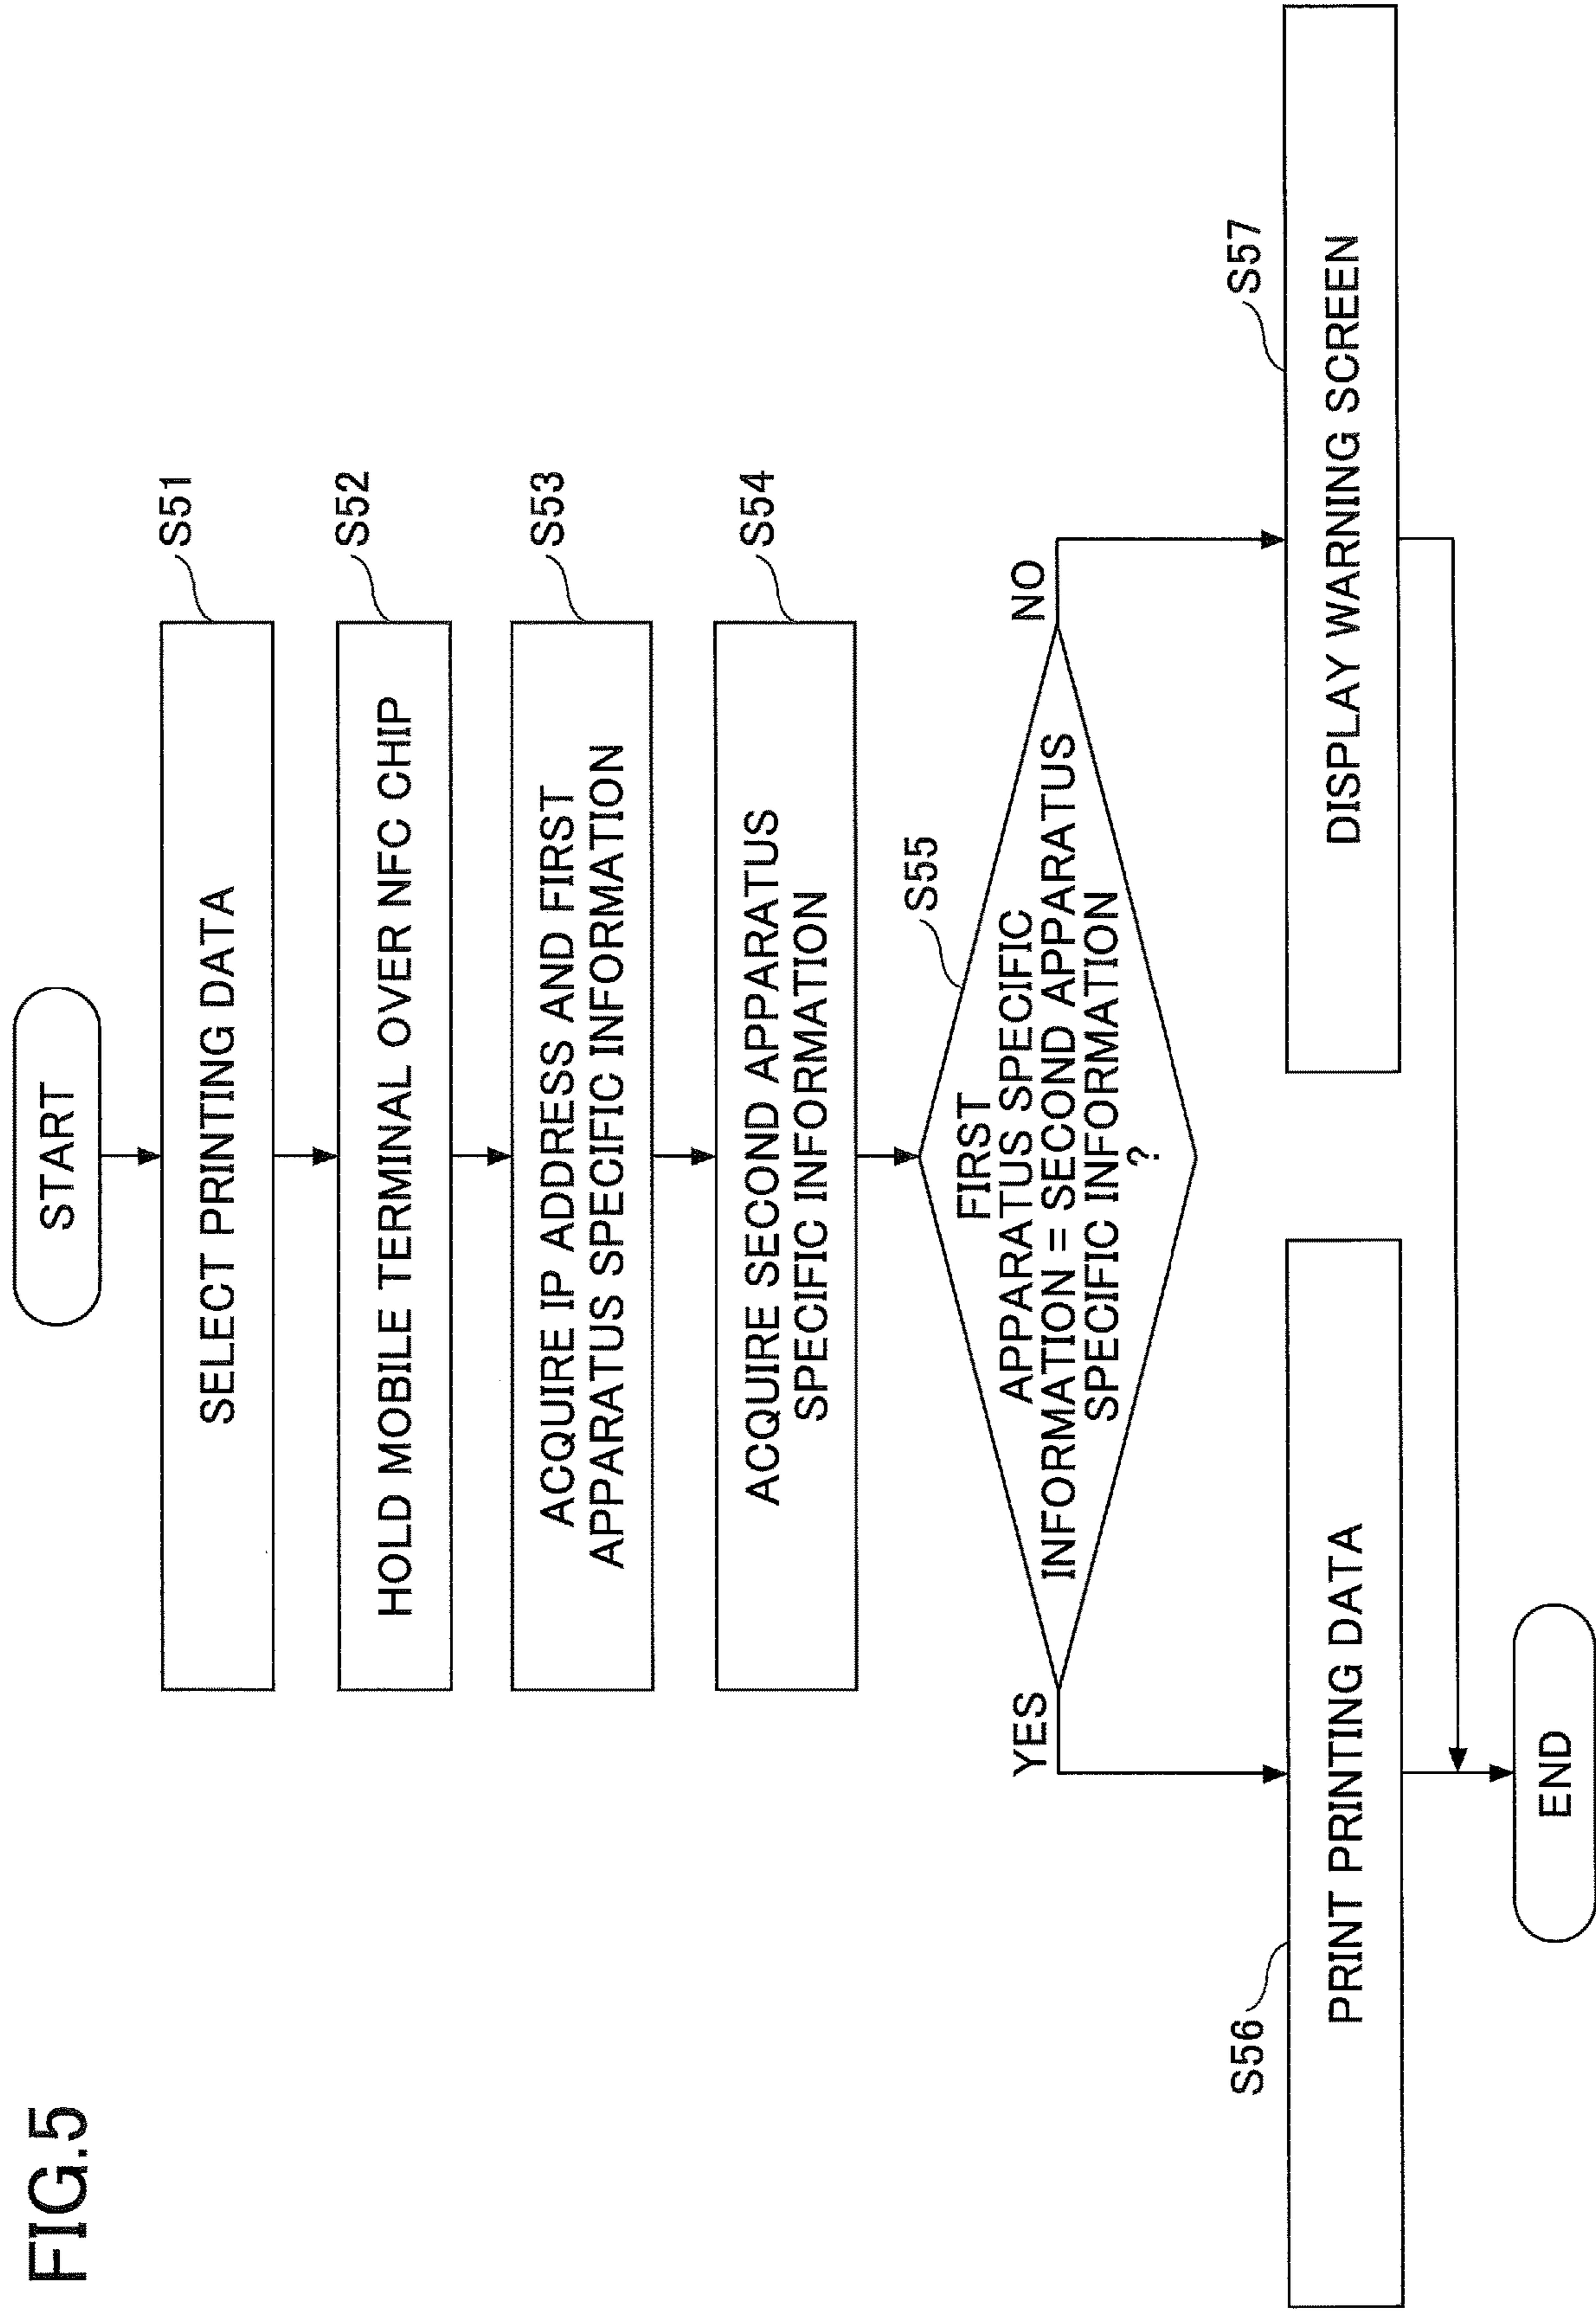 FIG.5
START
SELECT PRINTING DATA
S51
HOLD MOBILE TERMINAL OVER NFC CHIP
S52
ACQUIRE IP ADDRESS AND FIRST
APPARATUS SPECIFIC INFORMATION
S53
ACQUIRE SECOND APPARATUS
SPECIFIC INFORMATION
S54
S55
FIRST
APPARATUS SPECIFIC
INFORMATION = SECOND APPARATUS
SPECIFIC INFORMATION
?
YES
NO
S56
PRINT PRINTING DATA
S57
DISPLAY WARNING SCREEN
END